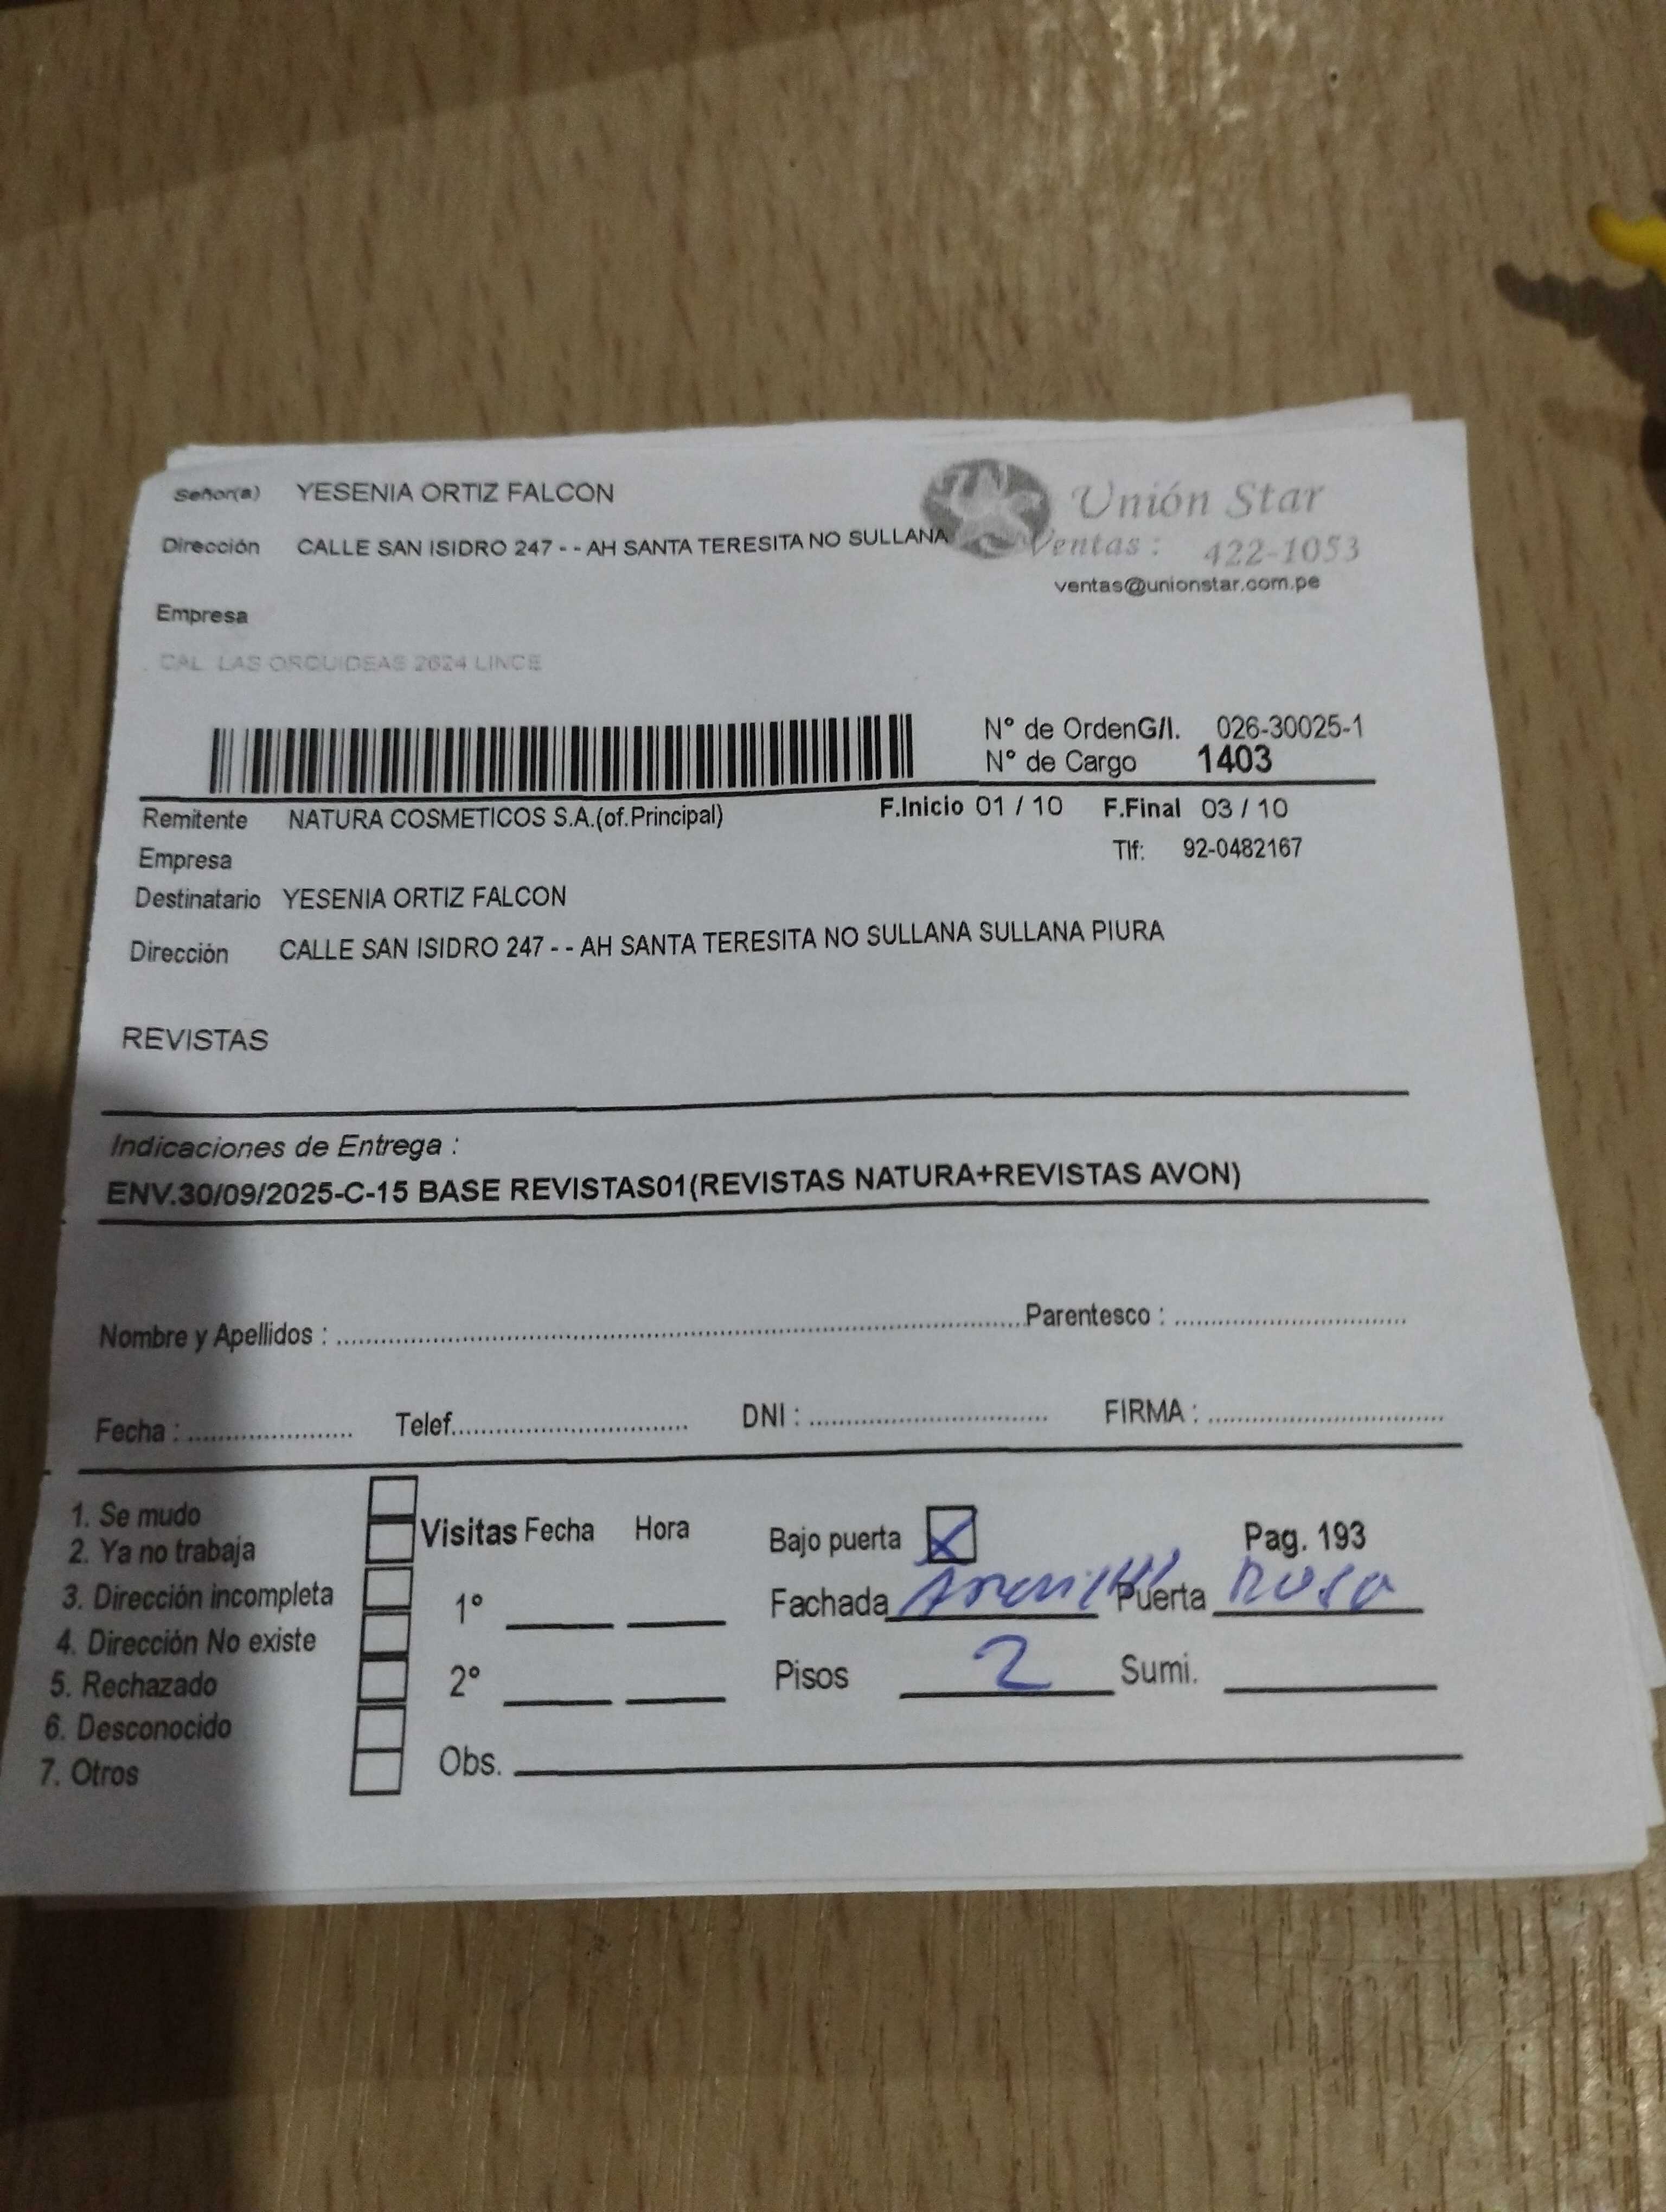 Señor(a) YESENIA ORTIZ FALCON
Unión Star
Dirección CALLE SAN ISIDRO 247 - - AH SANTA TERESITA NO SULLANA
Ventas : 422-1053
ventas@unionstar.com.pe
Empresa
CAL. LAS ORQUIDEAS 2624 LINCE
N° de OrdenG/I. 026-30025-1
N° de Cargo 1403
Remitente NATURA COSMETICOS S.A.(of.Principal) F.Inicio 01 / 10 F.Final 03 / 10
Empresa Tlf: 92-0482167
Destinatario YESENIA ORTIZ FALCON
Dirección CALLE SAN ISIDRO 247 - - AH SANTA TERESITA NO SULLANA SULLANA PIURA
REVISTAS
Indicaciones de Entrega :
ENV.30/09/2025-C-15 BASE REVISTAS01(REVISTAS NATURA+REVISTAS AVON)
Nombre y Apellidos : Parentesco :
Fecha : Telef. DNI : FIRMA :
1. Se mudo
2. Ya no trabaja
3. Dirección incompleta
4. Dirección No existe
5. Rechazado
6. Desconocido
7. Otros
Visitas Fecha Hora
1°
2°
Obs.
Bajo puerta X Pag. 193
Fachada Puerta Rosa
Pisos 2 Sumi.